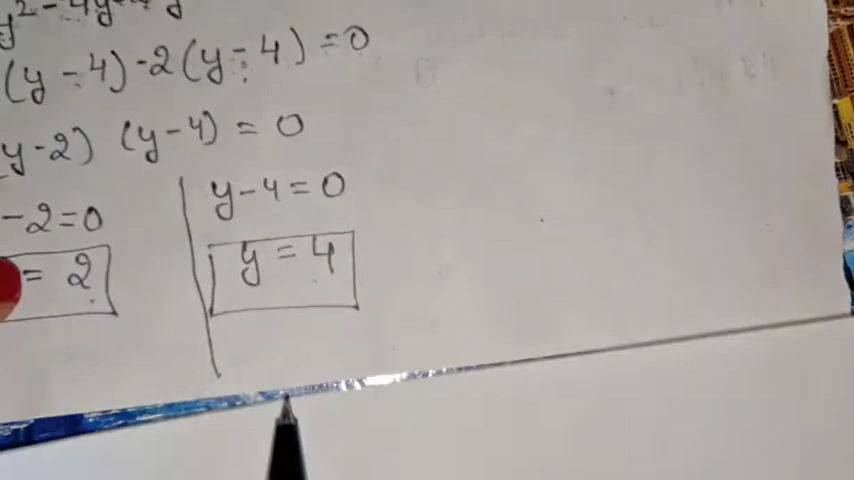 (y-4) -2(y-4) =0
y-2) (y-4) = 0
-2=0 y-4=0
= 2 y = 4